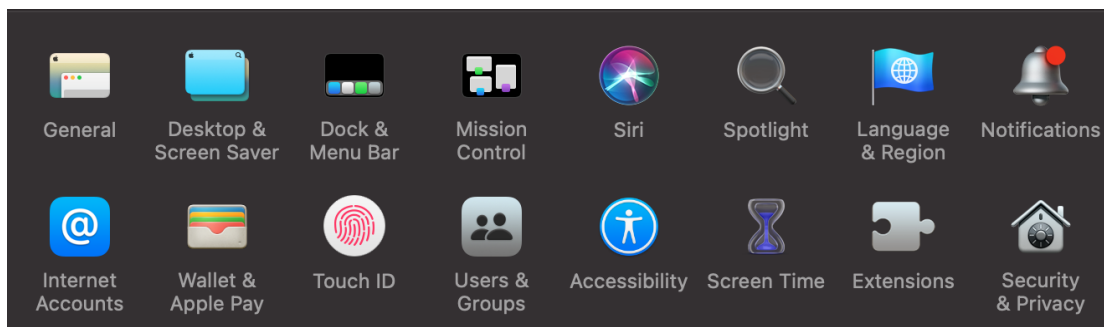 General
Desktop &
Screen Saver
Dock &
Menu Bar
Mission
Control
Siri
Spotlight
Language
& Region
Notifications
Internet
Accounts
Wallet &
Apple Pay
Touch ID
Users &
Groups
Accessibility
Screen Time
Extensions
Security
& Privacy